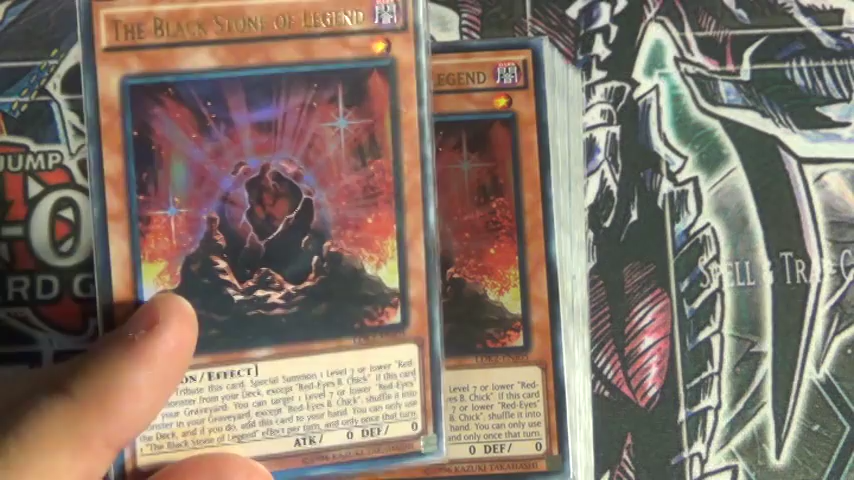 THE BLACK STONE OF LEGEND
EGEND
JUMP
ARD G
SPELL & TRAP C
ON/EFFECT]
Tribute this card; Special Summon 1 Level 7 or lower "Red-
from your Deck, except "Red-Eyes B. Chick". If this card
your Graveyard: You can target 1 Level 7 or lower "Red-Eyes"
nster in your Graveyard, except "Red-Eyes B. Chick"; shuffle it into
the Deck, and if you do, add this card to your hand. You can only use
1 "The Black Stone of Legend" effect per turn, and only once that turn.
ATK/ 0 DEF/ 0
©1996 KAZUKI TAKAHASHI
Level 7 or lower "Red-
B. Chick". If this card
7 or lower "Red-Eyes"
B. Chick"; shuffle it into
hand. You can only use
and only once that turn.
0 DEF/ 0
©1996 KAZUKI TAKAHASHI